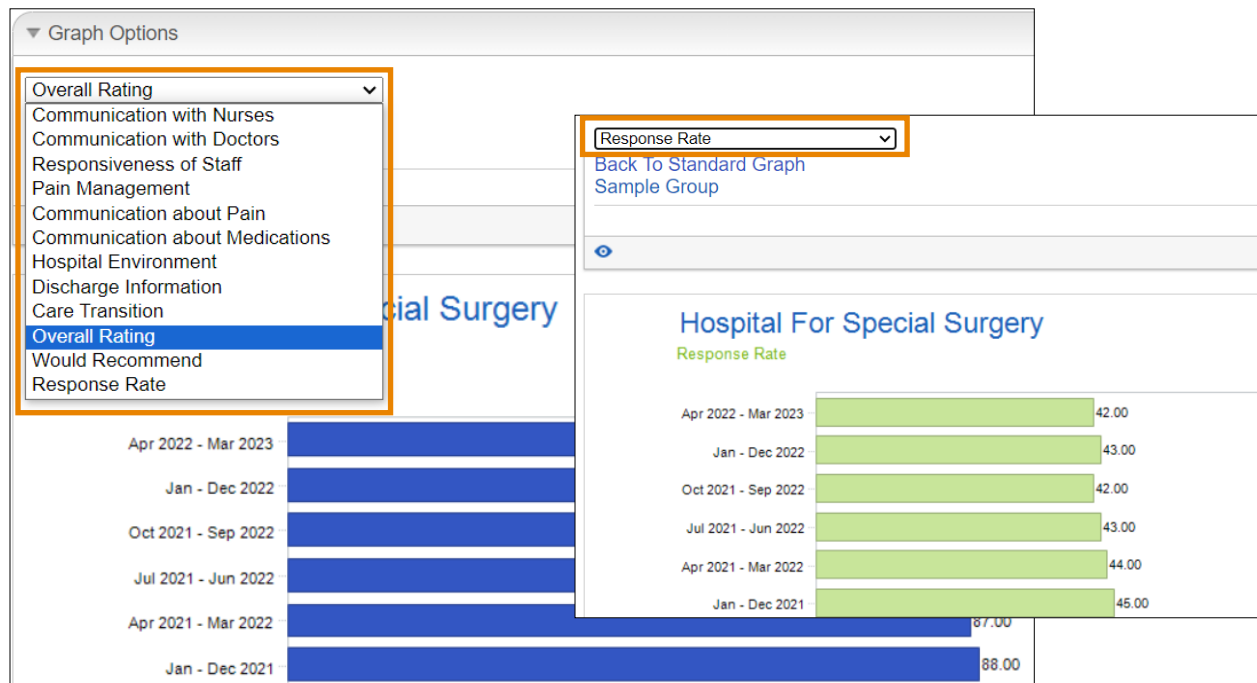 Graph Options
Overall Rating
Communication with Nurses
Communication with Doctors
Responsiveness of Staff
Pain Management
Communication about Pain
Communication about Medications
Hospital Environment
Discharge Information
Care Transition
Overall Rating
Would Recommend
Response Rate
cial Surgery
Apr 2022 - Mar 2023
Jan - Dec 2022
Oct 2021 - Sep 2022
Jul 2021 - Jun 2022
Apr 2021 - Mar 2022 87.00
Jan - Dec 2021 88.00
Response Rate
Back To Standard Graph
Sample Group
Hospital For Special Surgery
Response Rate
Apr 2022 - Mar 2023 42.00
Jan - Dec 2022 43.00
Oct 2021 - Sep 2022 42.00
Jul 2021 - Jun 2022 43.00
Apr 2021 - Mar 2022 44.00
Jan - Dec 2021 45.00